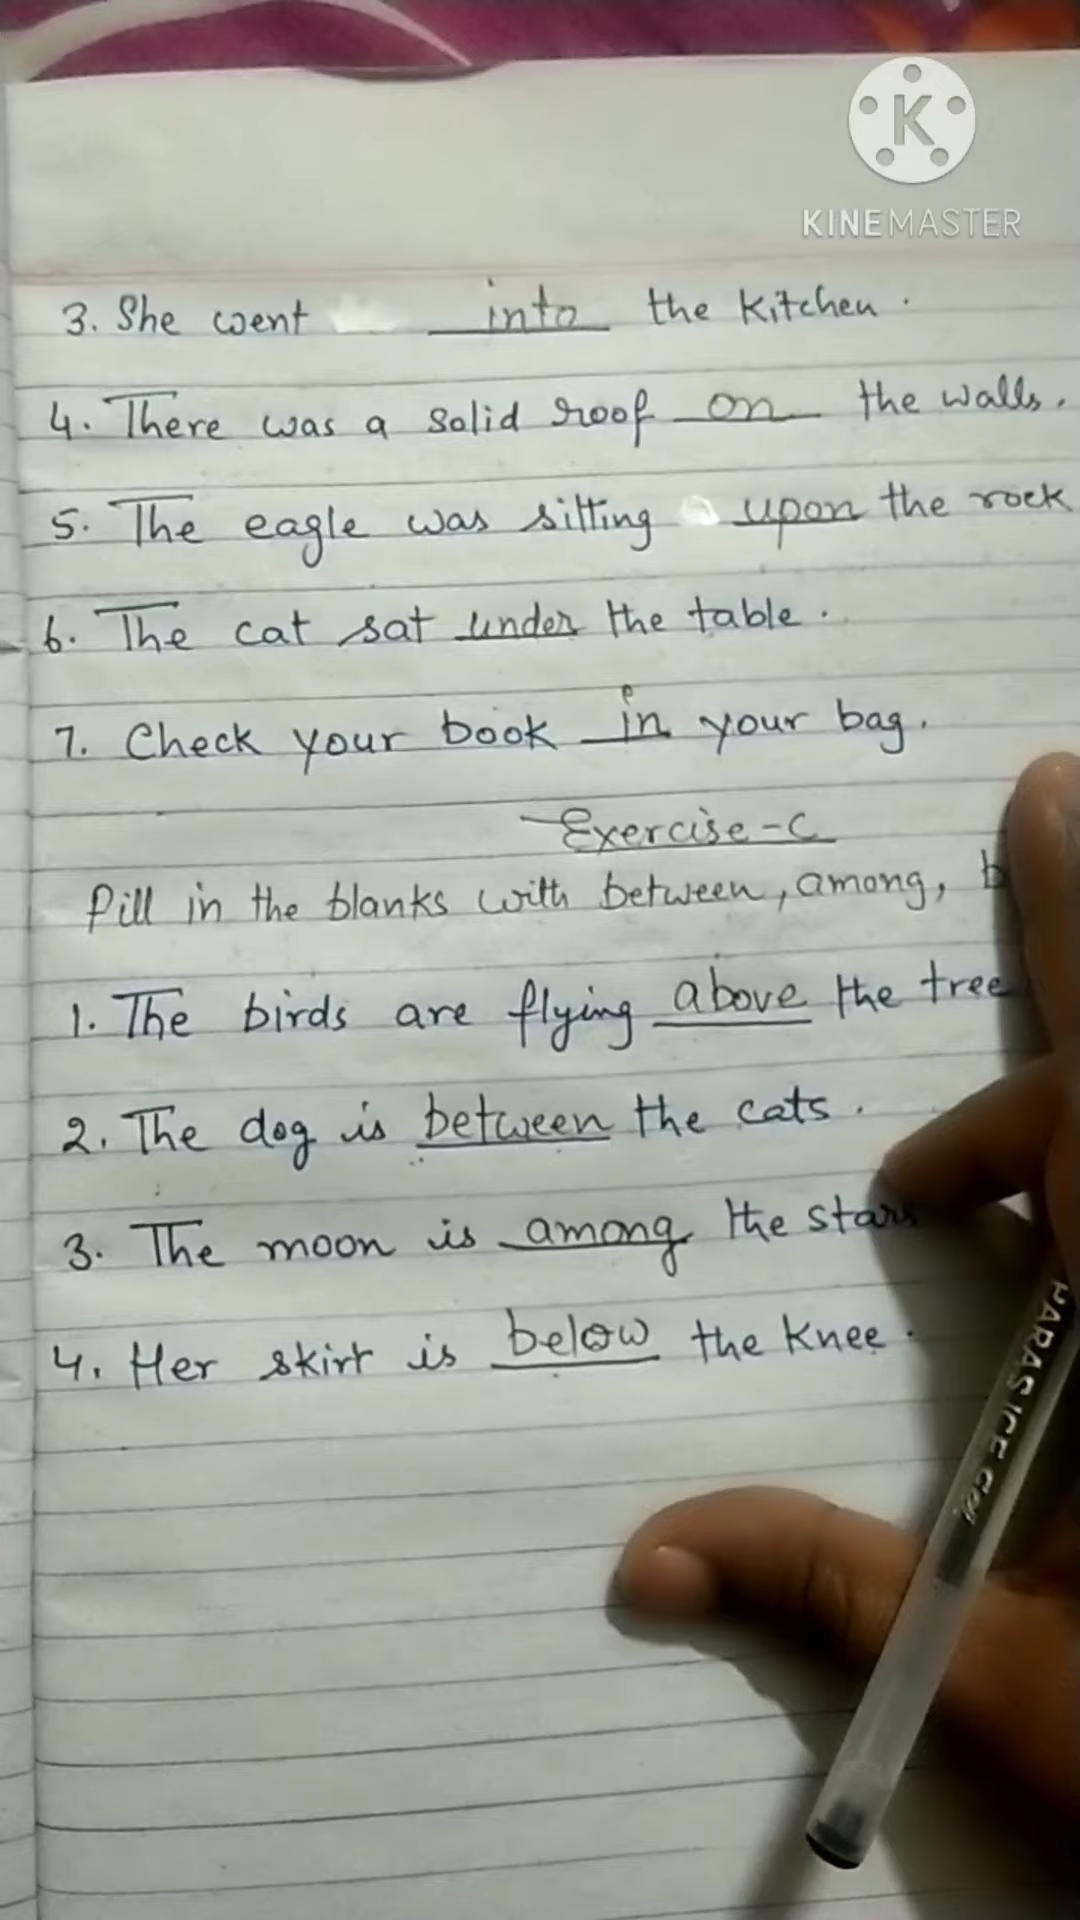 K
KINEMASTER
3. She went into the kitchen.
4. There was a solid roof on the walls.
5. The eagle was sitting upon the rock
6. The cat sat under the table.
7. Check your book in your bag.
Exercise-C
fill in the blanks with between, among, b
1. The birds are flying above the tree
2. The dog is between the cats.
3. The moon is among the stars
4. Her skirt is below the knee.